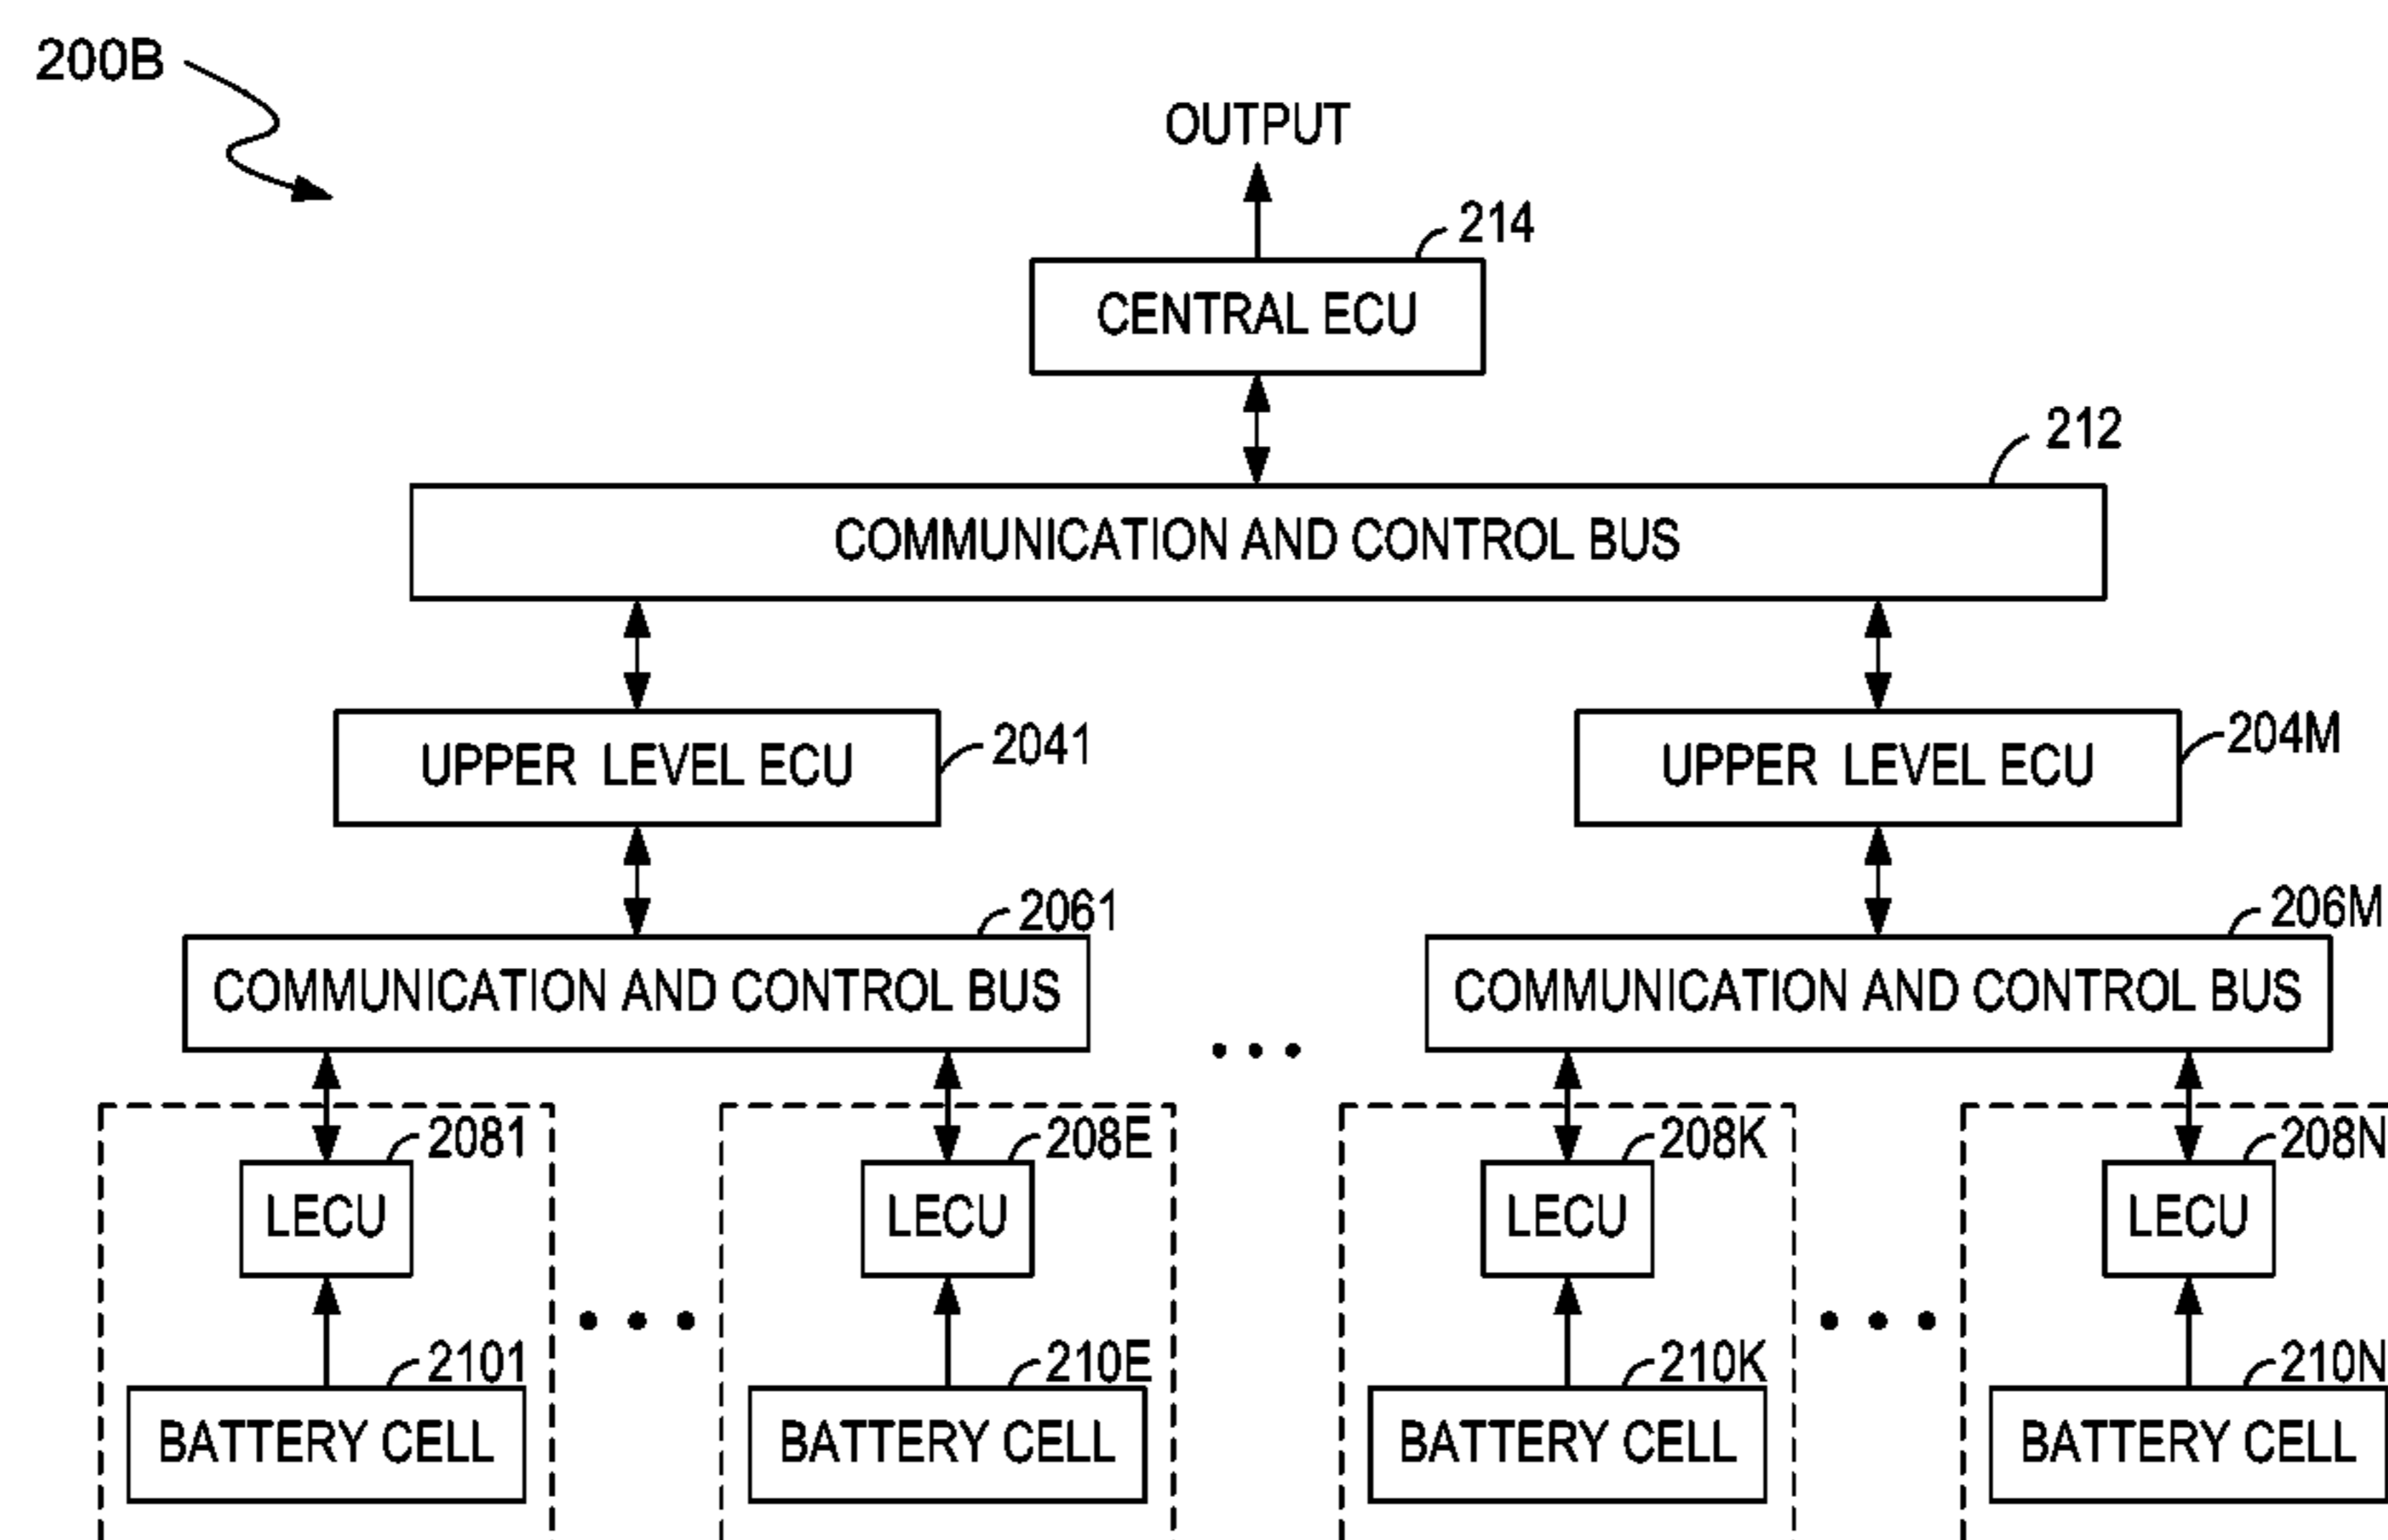 200B
OUTPUT
214
CENTRAL ECU
212
COMMUNICATION AND CONTROL BUS
UPPER LEVEL ECU
2041
UPPER LEVEL ECU
204M
2061
206M
COMMUNICATION AND CONTROL BUS
COMMUNICATION AND CONTROL BUS
2081
208E
208K
208N
LECU
LECU
LECU
LECU
2101
210E
210K
210N
BATTERY CELL
BATTERY CELL
BATTERY CELL
BATTERY CELL